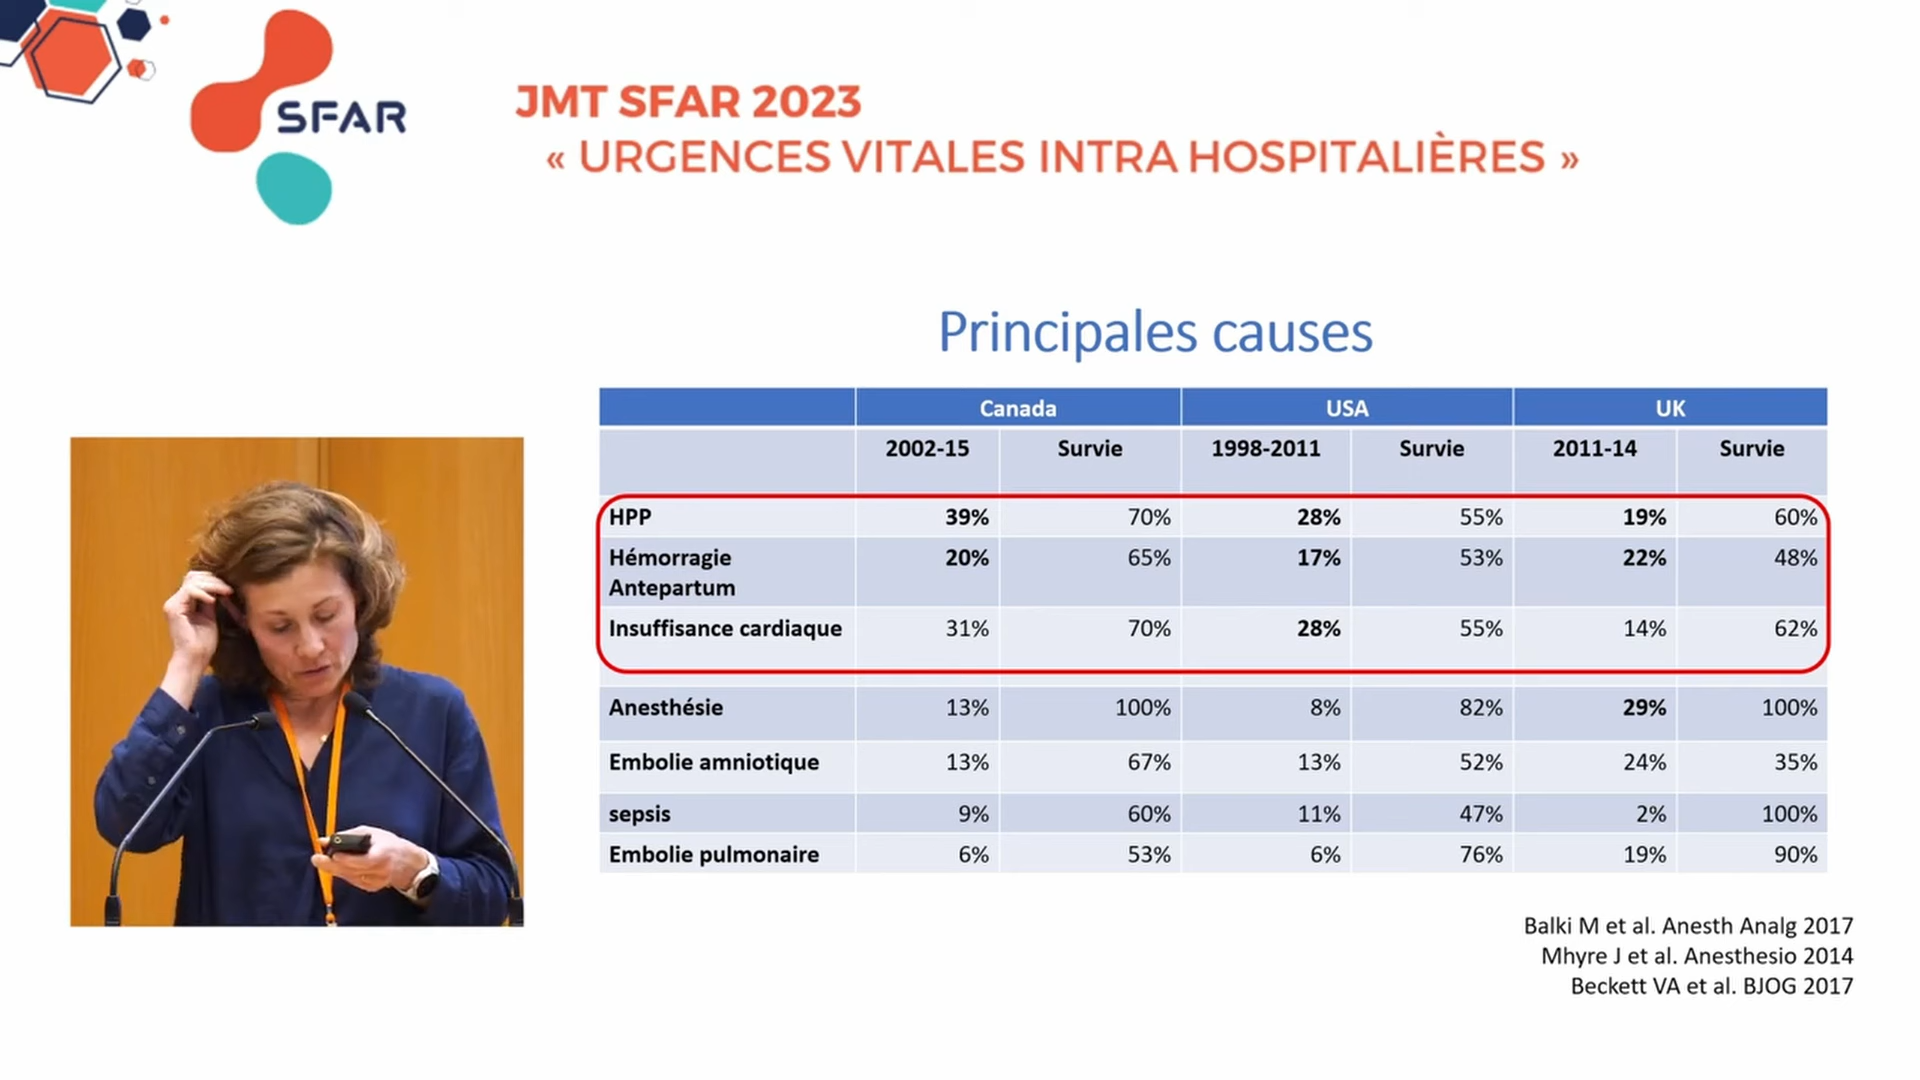 SFAR
JMT SFAR 2023
« URGENCES VITALES INTRA HOSPITALIÈRES »
Principales causes
Canada USA UK
2002-15 Survie 1998-2011 Survie 2011-14 Survie
HPP 39% 70% 28% 55% 19% 60%
Hémorragie 20% 65% 17% 53% 22% 48%
Antepartum
Insuffisance cardiaque 31% 70% 28% 55% 14% 62%
Anesthésie 13% 100% 8% 82% 29% 100%
Embolie amniotique 13% 67% 13% 52% 24% 35%
sepsis 9% 60% 11% 47% 2% 100%
Embolie pulmonaire 6% 53% 6% 76% 19% 90%
Balki M et al. Anesth Analg 2017
Mhyre J et al. Anesthesio 2014
Beckett VA et al. BJOG 2017